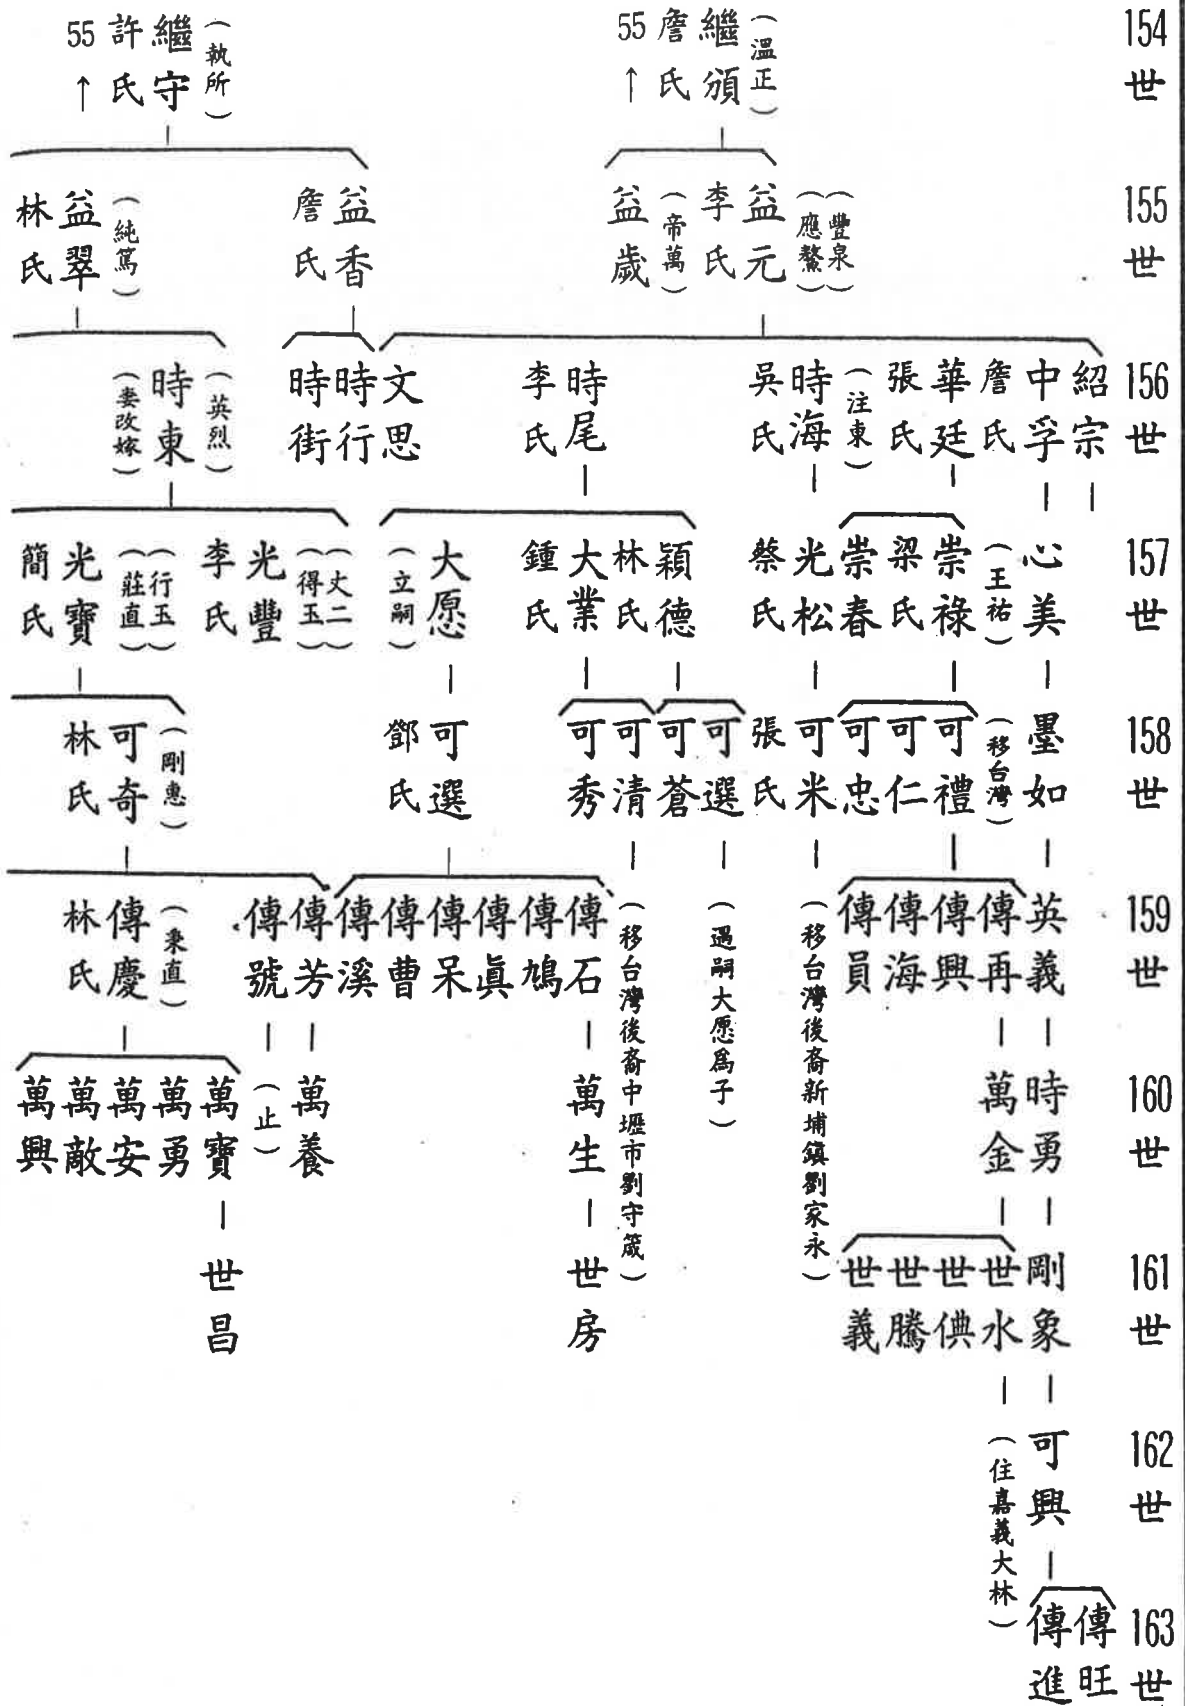 154世
(溫正)
繼頒
詹氏
55↑
(執所)
繼守
許氏
55↑
155世
(豐泉)
(應鰲)
益元
李氏
(帝萬)
益歲
益香
詹氏
(純篤)
益翠
林氏
156世
紹宗
中孚
詹氏
華廷
張氏
(注東)
時海
吳氏
時尾
李氏
文思
時行
時街
(英烈)
時東
(妻改嫁)
157世
心美
(王祐)
崇祿
梁氏
崇春
光松
蔡氏
穎德
林氏
大業
鍾氏
大愿
(立嗣)
(丈二)
(得玉)
光豐
李氏
(行玉)
(莊直)
光寶
簡氏
158世
墨如
(移台灣)
可禮
可仁
可忠
可米
張氏
可選
可蒼
可清
可秀
可選
鄧氏
(剛惠)
可奇
林氏
159世
英義
傳再
傳興
傳海
傳員
(移台灣後裔新埔鎮劉家永)
(過嗣大愿爲子)
(移台灣後裔中壢市劉守箴)
傳石
傳鳩
傳眞
傳呆
傳曹
傳溪
傳芳
傳號
(秉直)
傳慶
林氏
160世
時勇
萬金
萬生
萬養
(止)
萬寶
萬勇
萬安
萬敵
萬興
161世
剛象
世水
世倎
世騰
世義
世房
世昌
162世
可興
(住嘉義大林)
163世
傳旺
傳進